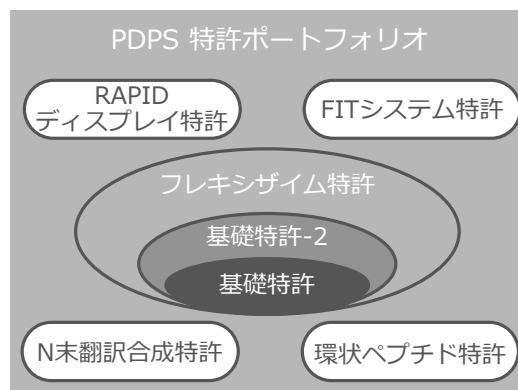 PDPS 特許ポートフォリオ
RAPID
ディスプレイ特許
FITシステム特許
フレキシザイム特許
基礎特許-2
基礎特許
N末翻訳合成特許
環状ペプチド特許